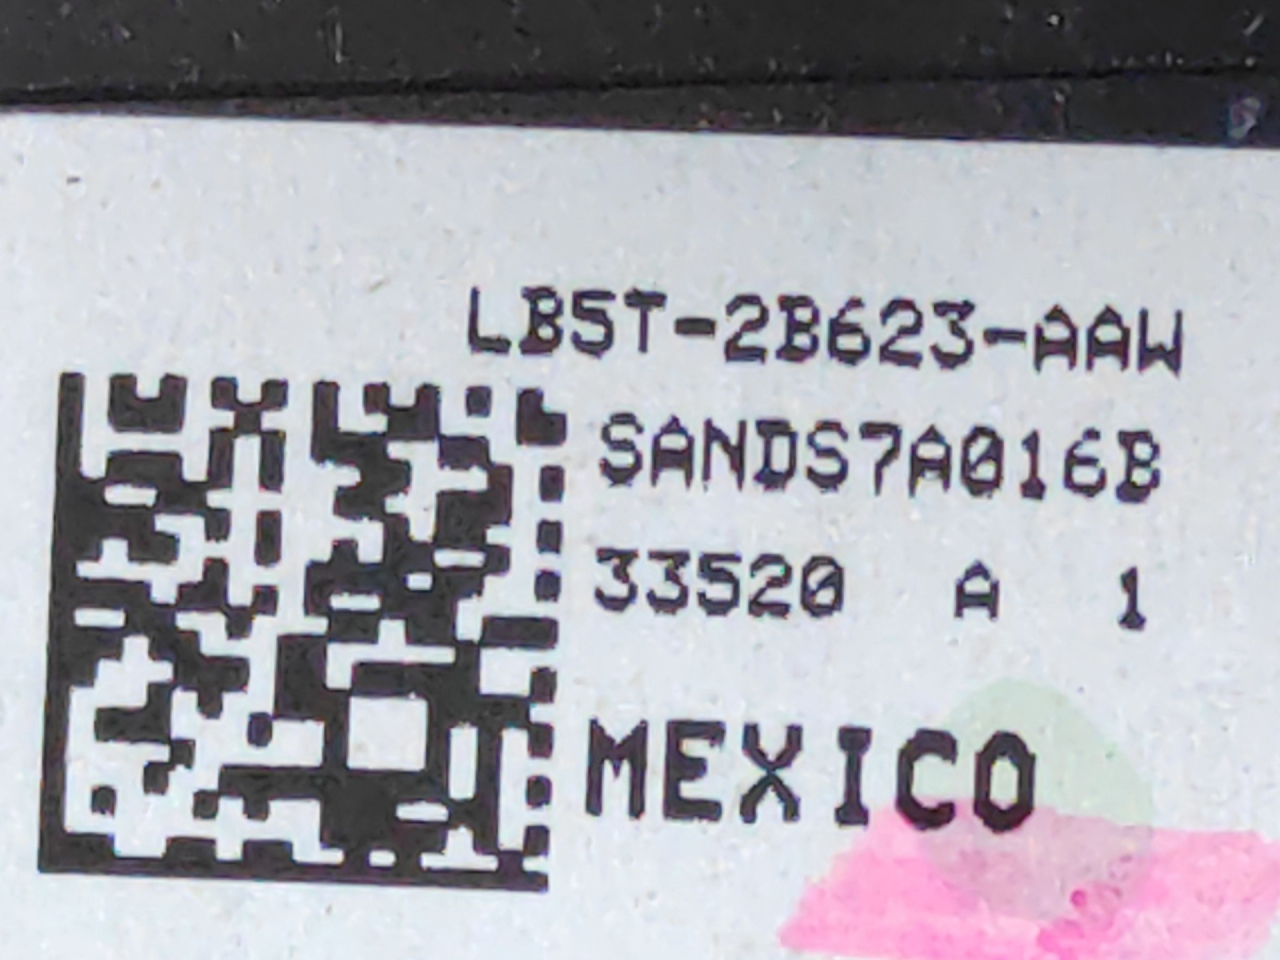 LB5T-2B623-AAW
SANDS7A016B
33520 A 1
MEXICO